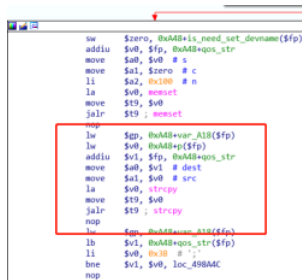 sw $zero, 0xA48+is_need_set_devname($fp)
addiu $v0, $fp, 0xA48+qos_str
move $a0, $v0 # s
move $a1, $zero # c
li $a2, 0x100 # n
la $v0, memset
move $t9, $v0
jalr $t9 ; memset
nop
lw $gp, 0xA48+var_A18($fp)
lw $v0, 0xA48+p($fp)
addiu $v1, $fp, 0xA48+qos_str
move $a0, $v1 # dest
move $a1, $v0 # src
la $v0, strcpy
move $t9, $v0
jalr $t9 ; strcpy
nop
lw $gp, 0xA48+var_A18($fp)
lb $v1, 0xA48+qos_str($fp)
li $v0, 0x3B # ';'
bne $v1, $v0, loc_498A4C
nop